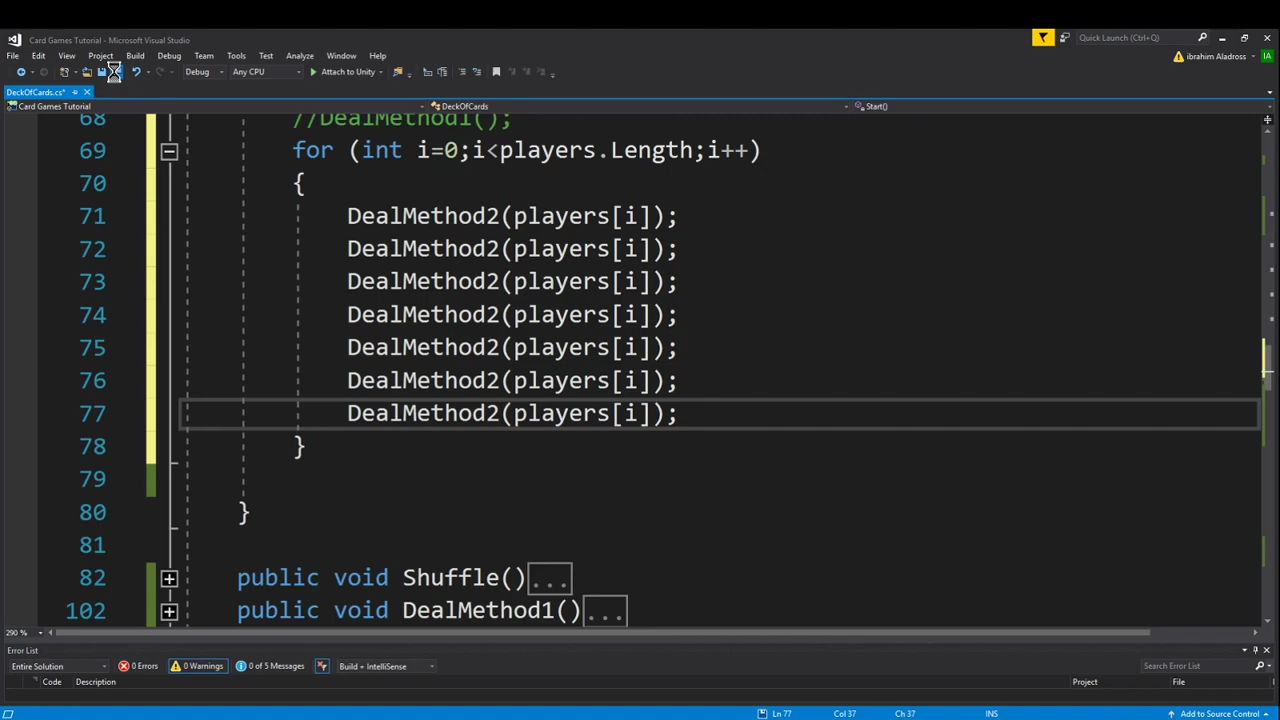 Card Games Tutorial - Microsoft Visual Studio
Quick Launch (Ctrl+Q)
File Edit View Project Build Debug Team Tools Test Analyze Window Help
ibrahim Aladross IA
Debug Any CPU Attach to Unity
DeckOfCards.cs*
Card Games Tutorial DeckOfCards Start()
68 //DealMethod1();
69 for (int i=0;i<players.Length;i++)
70 {
71 DealMethod2(players[i]);
72 DealMethod2(players[i]);
73 DealMethod2(players[i]);
74 DealMethod2(players[i]);
75 DealMethod2(players[i]);
76 DealMethod2(players[i]);
77 DealMethod2(players[i]);
78 }
79
80 }
81
82 public void Shuffle()...
102 public void DealMethod1()...
290 %
Error List
Entire Solution 0 Errors 0 Warnings 0 of 5 Messages Build + IntelliSense Search Error List
Code Description Project File
Ln 77 Col 37 Ch 37 INS Add to Source Control